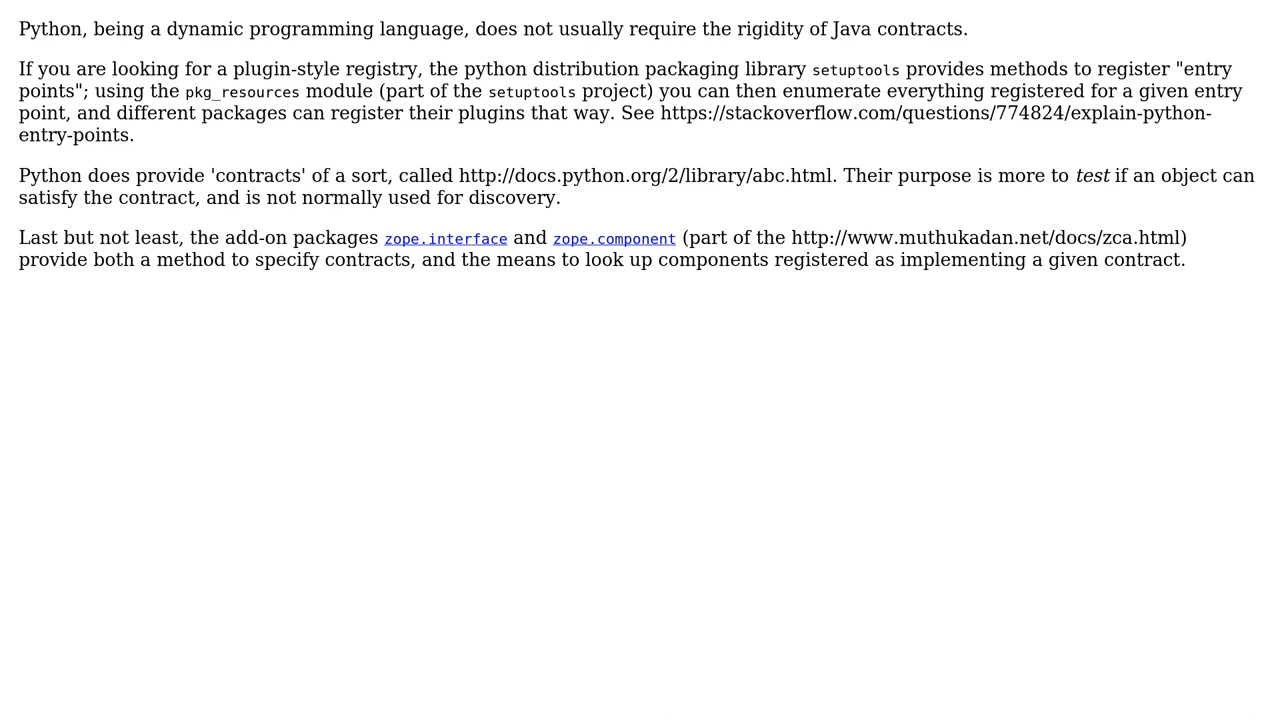 Python, being a dynamic programming language, does not usually require the rigidity of Java contracts.
If you are looking for a plugin-style registry, the python distribution packaging library setuptools provides methods to register "entry
points"; using the pkg_resources module (part of the setuptools project) you can then enumerate everything registered for a given entry
point, and different packages can register their plugins that way. See https://stackoverflow.com/questions/774824/explain-python-
entry-points.
Python does provide 'contracts' of a sort, called http://docs.python.org/2/library/abc.html. Their purpose is more to test if an object can
satisfy the contract, and is not normally used for discovery.
Last but not least, the add-on packages zope.interface and zope.component (part of the http://www.muthukadan.net/docs/zca.html)
provide both a method to specify contracts, and the means to look up components registered as implementing a given contract.